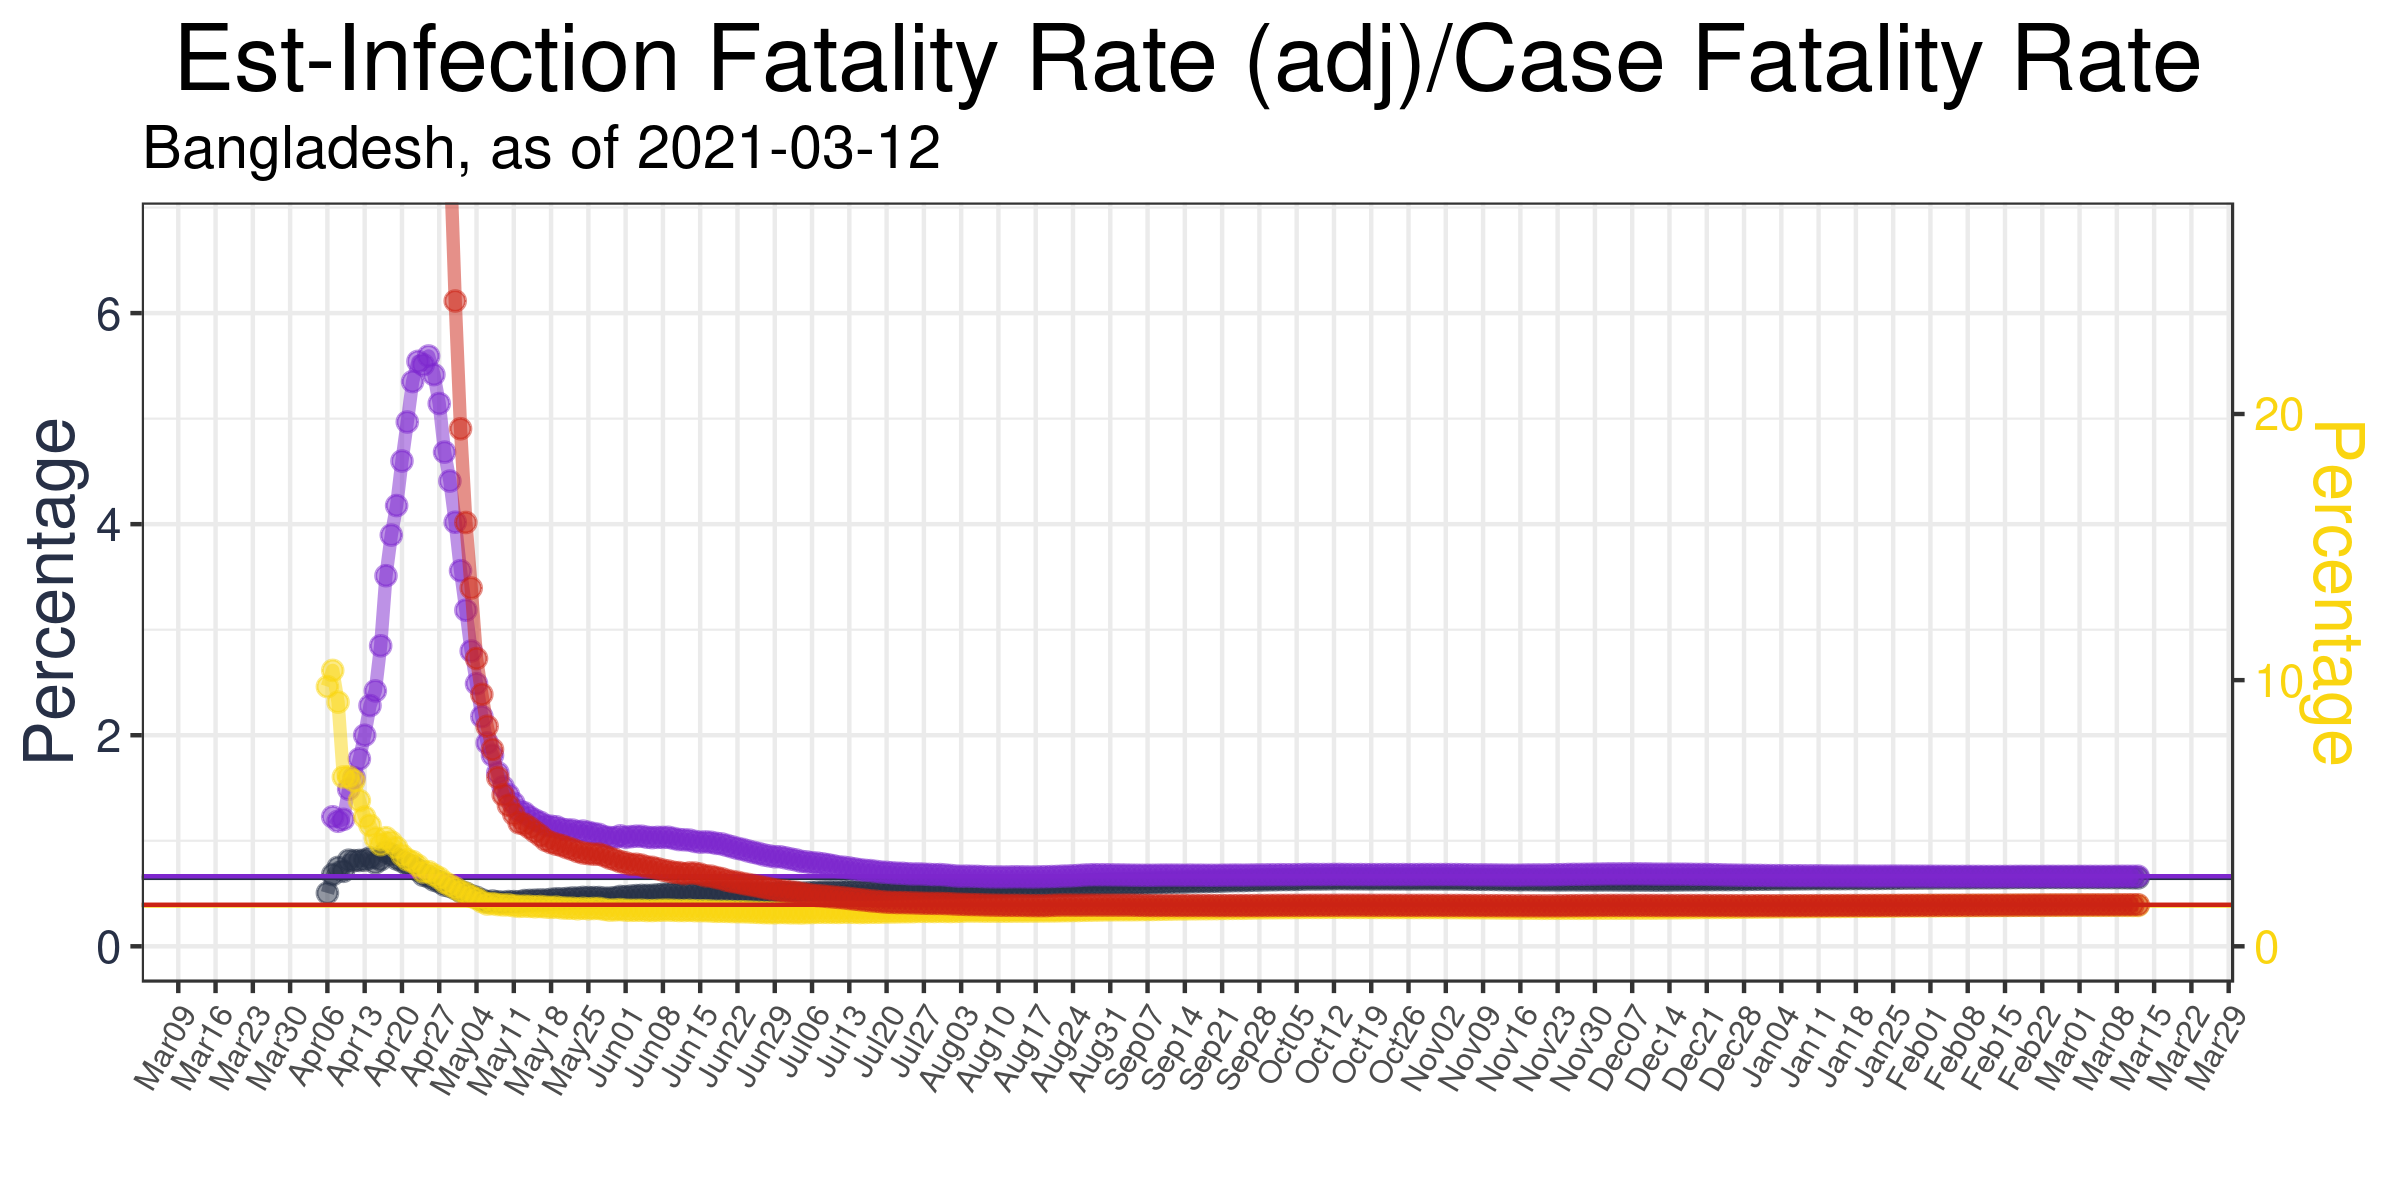 Est-Infection Fatality Rate (adj)/Case Fatality Rate
Bangladesh, as of 2021-03-12
Percentage
6
4
2
0
20
10
0
Percentage
Mar09
Mar16
Mar23
Mar30
Apr06
Apr13
Apr20
Apr27
May04
May11
May18
May25
Jun01
Jun08
Jun15
Jun22
Jun29
Jul06
Jul13
Jul20
Jul27
Aug03
Aug10
Aug17
Aug24
Aug31
Sep07
Sep14
Sep21
Sep28
Oct05
Oct12
Oct19
Oct26
Nov02
Nov09
Nov16
Nov23
Nov30
Dec07
Dec14
Dec21
Dec28
Dec04
Jan11
Jan18
Jan25
Feb01
Feb08
Feb15
Feb22
Mar01
Mar08
Mar15
Mar22
Mar29